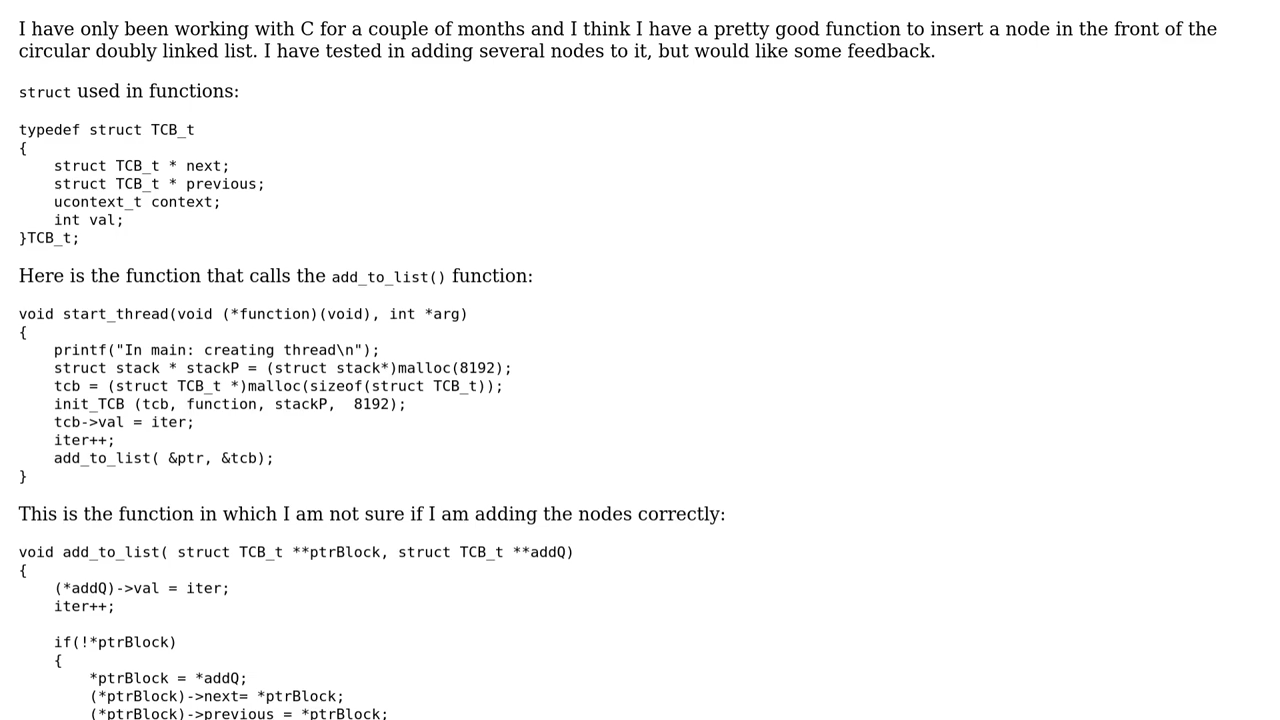 I have only been working with C for a couple of months and I think I have a pretty good function to insert a node in the front of the
circular doubly linked list. I have tested in adding several nodes to it, but would like some feedback.
struct used in functions:
typedef struct TCB_t
{
    struct TCB_t * next;
    struct TCB_t * previous;
    ucontext_t context;
    int val;
}TCB_t;
Here is the function that calls the add_to_list() function:
void start_thread(void (*function)(void), int *arg)
{
    printf("In main: creating thread\n");
    struct stack * stackP = (struct stack*)malloc(8192);
    tcb = (struct TCB_t *)malloc(sizeof(struct TCB_t));
    init_TCB (tcb, function, stackP,  8192);
    tcb->val = iter;
    iter++;
    add_to_list( &ptr, &tcb);
}
This is the function in which I am not sure if I am adding the nodes correctly:
void add_to_list( struct TCB_t **ptrBlock, struct TCB_t **addQ)
{
    (*addQ)->val = iter;
    iter++;
    if(!*ptrBlock)
    {
        *ptrBlock = *addQ;
        (*ptrBlock)->next= *ptrBlock;
        (*ptrBlock)->previous = *ptrBlock;